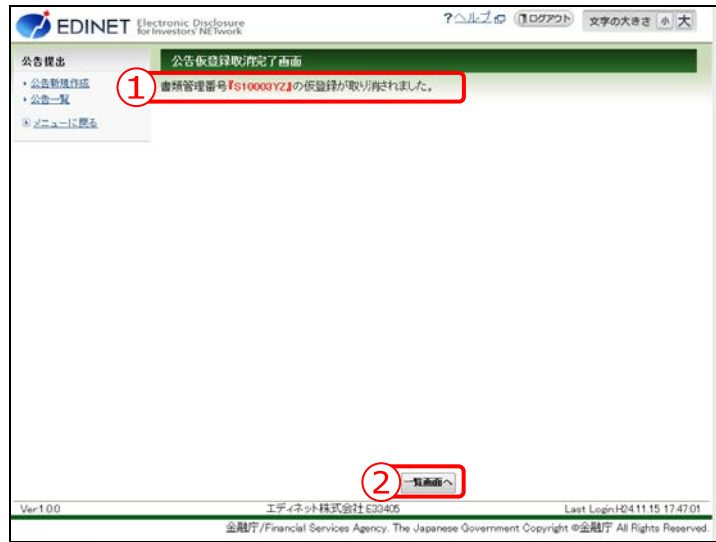 EDINET Electronic Disclosure for Investors' NETwork
?ヘルプ ログアウト 文字の大きさ 小 大
公告提出
公告新規作成
公告一覧
メニューに戻る
公告仮登録取消完了画面
① 書類管理番号『S10003YZ』の仮登録が取り消されました。
② 一覧画面へ
Ver1.0.0 エディネット株式会社 E33405 Last Login:H24.11.15 17:47:01
金融庁/Financial Services Agency. The Japanese Government Copyright ©金融庁 All Rights Reserved.